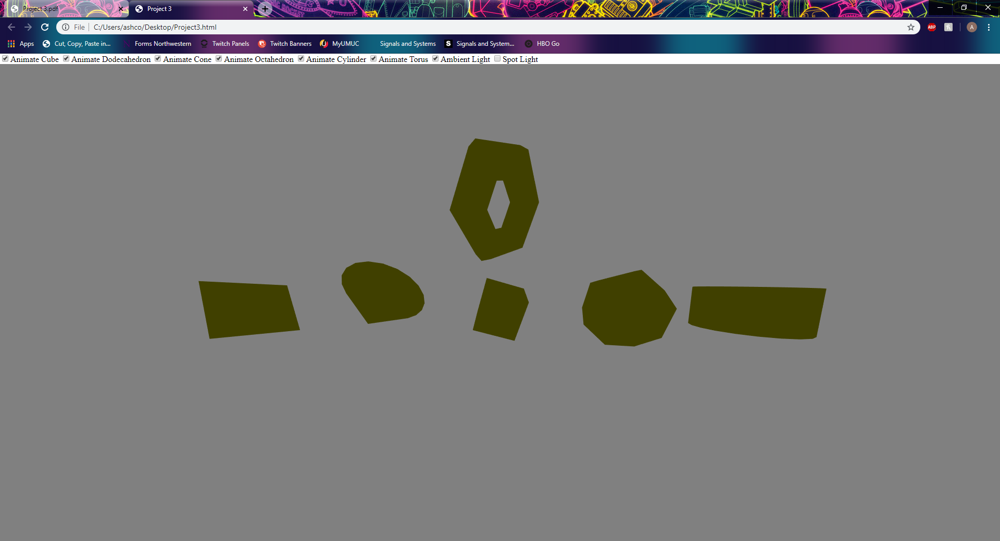 Project 3.pdf Project 3
File C:/Users/ashco/Desktop/Project3.html ABP A
Apps Cut, Copy, Paste in... Forms Northwestern Twitch Panels Twitch Banners MyUMUC Signals and Systems S Signals and System... HBO Go
Animate Cube Animate Dodecahedron Animate Cone Animate Octahedron Animate Cylinder Animate Torus Ambient Light Spot Light